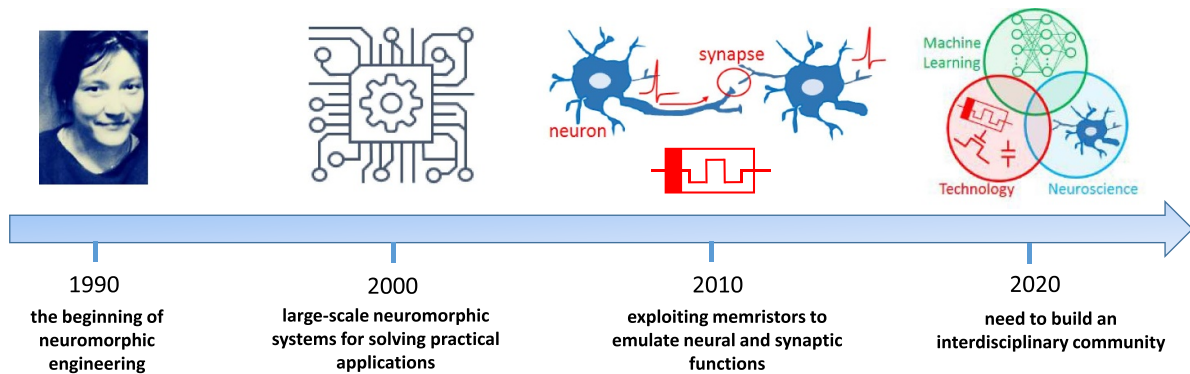 Machine
Learning
synapse
neuron
Technology
Neuroscience
1990
2000
2010
2020
the beginning of
neuromorphic
engineering
large-scale neuromorphic
systems for solving practical
applications
exploiting memristors to
emulate neural and synaptic
functions
need to build an
interdisciplinary community